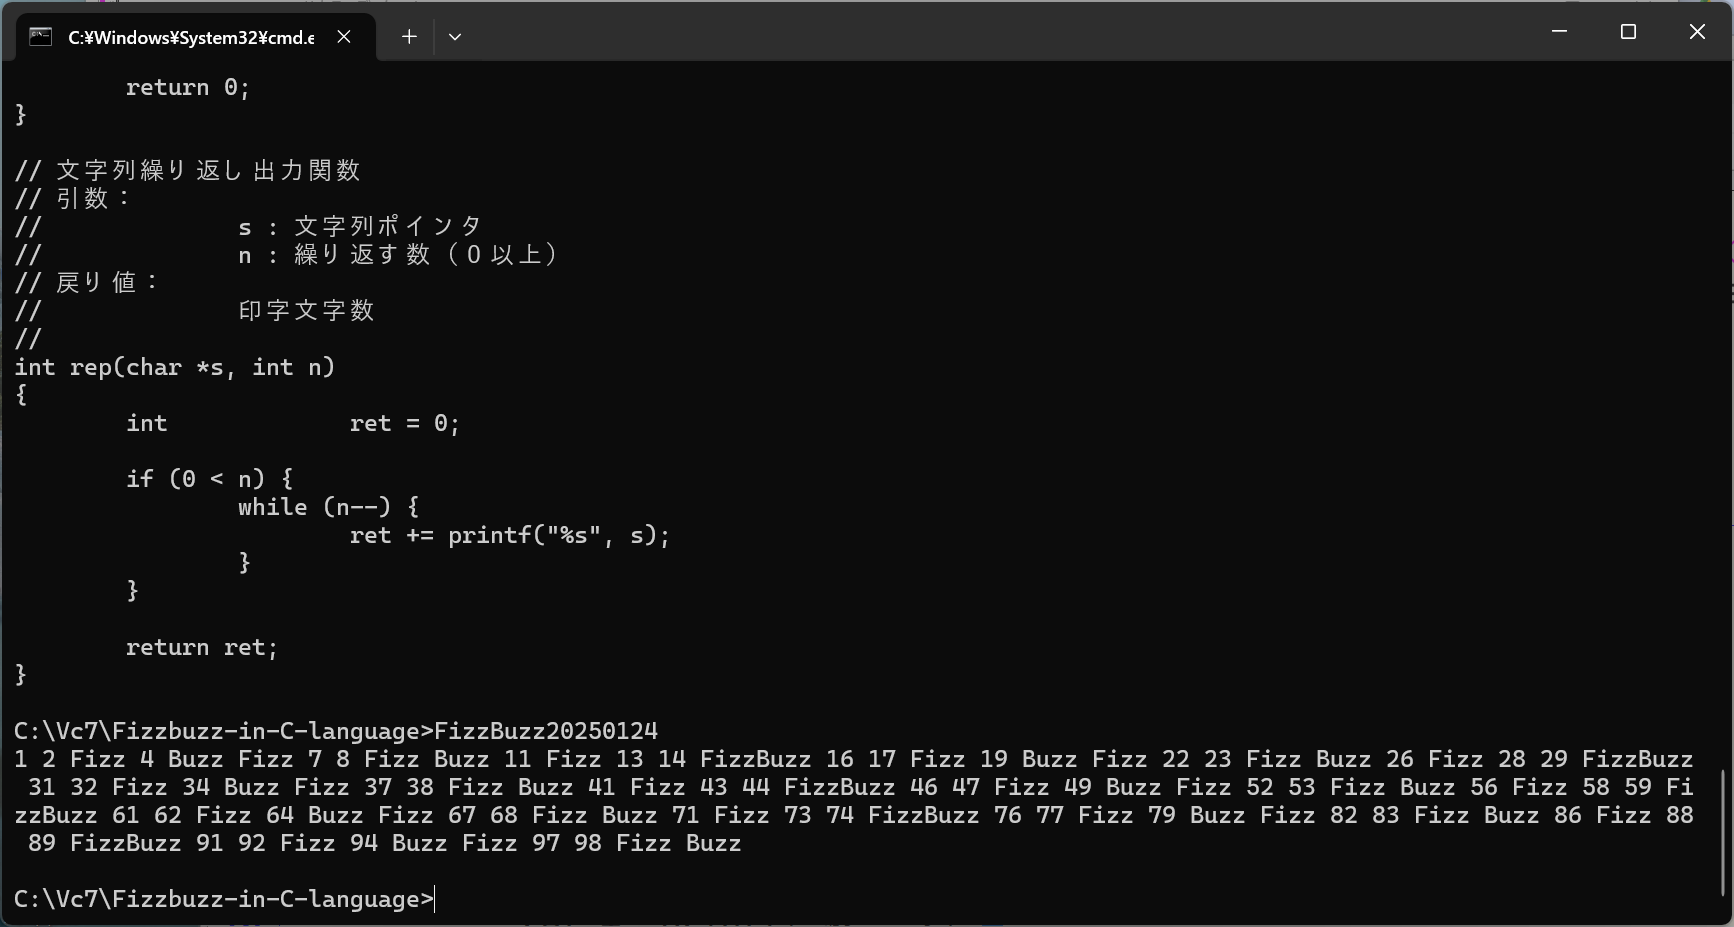 C:¥Windows¥System32¥cmd.e
        return 0;
}

// 文字列繰り返し出力関数
// 引数：
//              s : 文字列ポインタ
//              n : 繰り返す数（０以上）
// 戻り値：
//              印字文字数
//
int rep(char *s, int n)
{
        int             ret = 0;

        if (0 < n) {
                while (n--) {
                        ret += printf("%s", s);
                }
        }

        return ret;
}

C:\Vc7\Fizzbuzz-in-C-language>FizzBuzz20250124
1 2 Fizz 4 Buzz Fizz 7 8 Fizz Buzz 11 Fizz 13 14 FizzBuzz 16 17 Fizz 19 Buzz Fizz 22 23 Fizz Buzz 26 Fizz 28 29 FizzBuzz
 31 32 Fizz 34 Buzz Fizz 37 38 Fizz Buzz 41 Fizz 43 44 FizzBuzz 46 47 Fizz 49 Buzz Fizz 52 53 Fizz Buzz 56 Fizz 58 59 Fi
zzBuzz 61 62 Fizz 64 Buzz Fizz 67 68 Fizz Buzz 71 Fizz 73 74 FizzBuzz 76 77 Fizz 79 Buzz Fizz 82 83 Fizz Buzz 86 Fizz 88
 89 FizzBuzz 91 92 Fizz 94 Buzz Fizz 97 98 Fizz Buzz

C:\Vc7\Fizzbuzz-in-C-language>